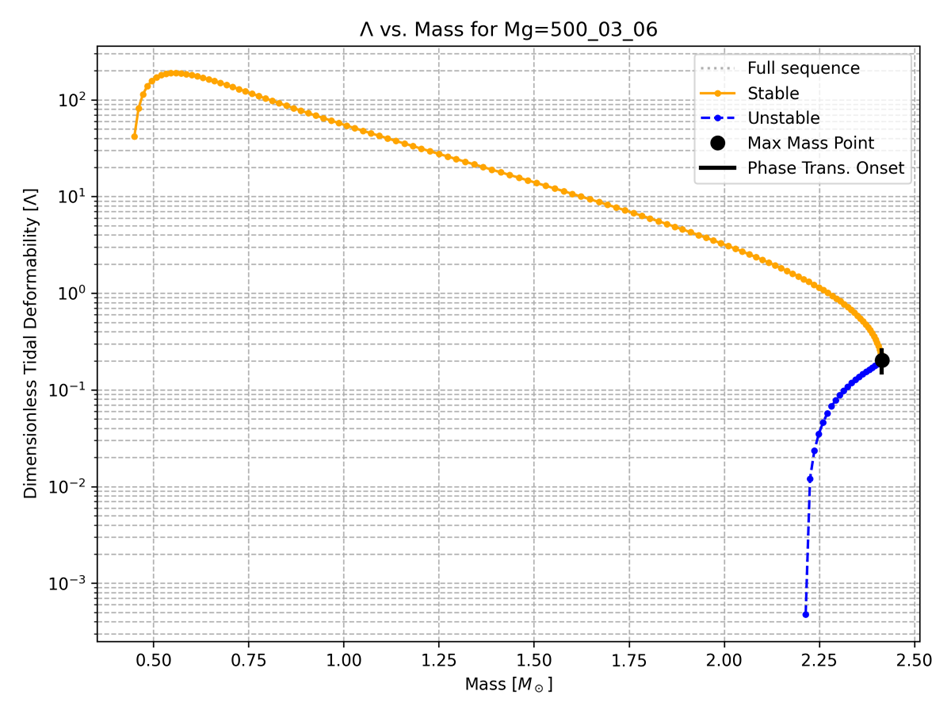 Λ vs. Mass for Mg=500_03_06
Full sequence
Stable
Unstable
Max Mass Point
Phase Trans. Onset
Dimensionless Tidal Deformability [Λ]
10²
10¹
10⁰
10⁻¹
10⁻²
10⁻³
0.50 0.75 1.00 1.25 1.50 1.75 2.00 2.25 2.50
Mass [M⊙]